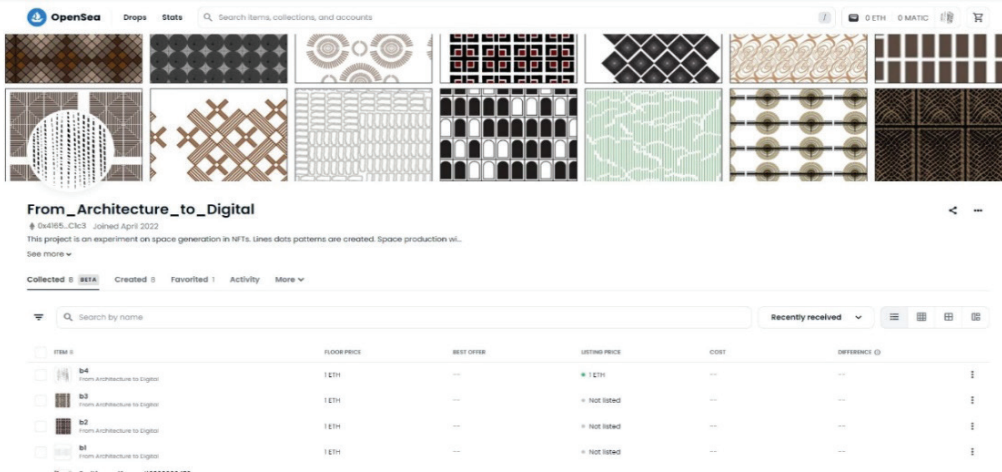 OpenSea Drops Stats Search items, collections, and accounts / 0 ETH 0 MATIC
From_Architecture_to_Digital
0x4165...C1c3 Joined April 2022
This project is an experiment on space generation in NFTs. Lines dots patterns are created. Space production wi...
See more
Collected 8 BETA Created 8 Favorited 1 Activity More
Search by name Recently received
ITEM 8 FLOOR PRICE BEST OFFER LISTING PRICE COST DIFFERENCE
b4
From Architecture to Digital 1 ETH --- 1 ETH --- ---
b3
From Architecture to Digital 1 ETH --- Not listed --- ---
b2
From Architecture to Digital 1 ETH --- Not listed --- ---
b1
From Architecture to Digital 1 ETH --- Not listed --- ---